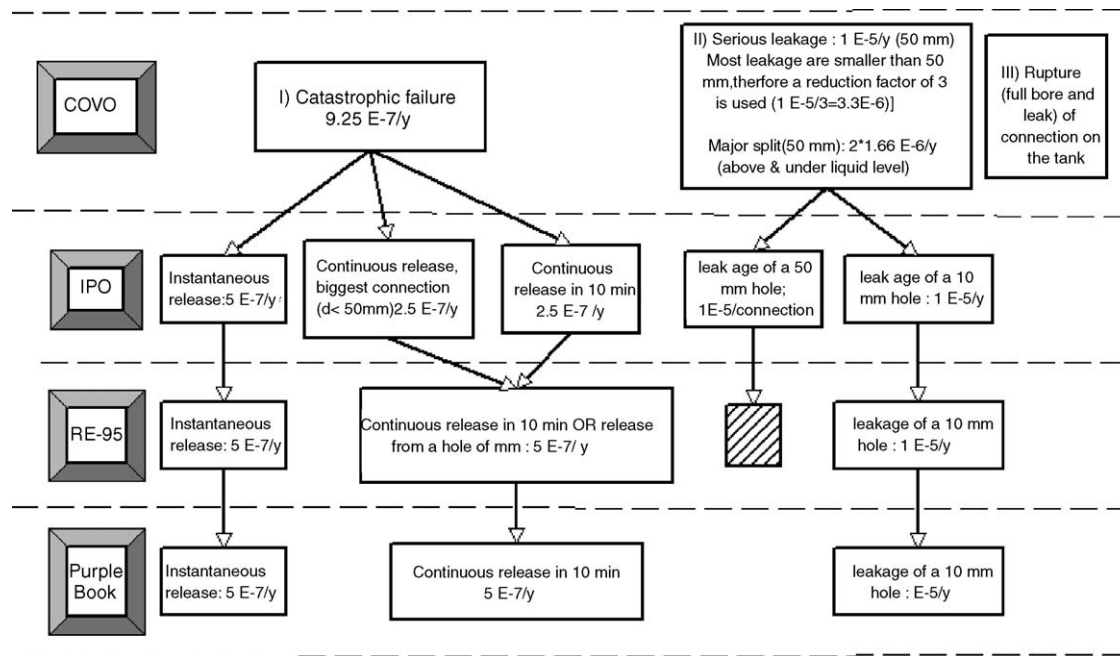 COVO
I) Catastrophic failure
9.25 E-7/y
II) Serious leakage : 1 E-5/y (50 mm)
Most leakage are smaller than 50
mm,therfore a reduction factor of 3
is used (1 E-5/3=3.3E-6)]
Major split(50 mm): 2*1.66 E-6/y
(above & under liquid level)
III) Rupture
(full bore and
leak) of
connection on
the tank
IPO
Instantaneous
release:5 E-7/y
Continuous release,
biggest connection
(d< 50mm)2.5 E-7/y
Continuous
release in 10 min
2.5 E-7 /y
leak age of a 50
mm hole;
1E-5/connection
leak age of a 10
mm hole : 1 E-5/y
RE-95
Instantaneous
release: 5 E-7/y
Continuous release in 10 min OR release
from a hole of mm : 5 E-7/ y
leakage of a 10 mm
hole : 1 E-5/y
Purple
Book
Instantaneous
release: 5 E-7/y
Continuous release in 10 min
5 E-7/y
leakage of a 10 mm
hole : E-5/y